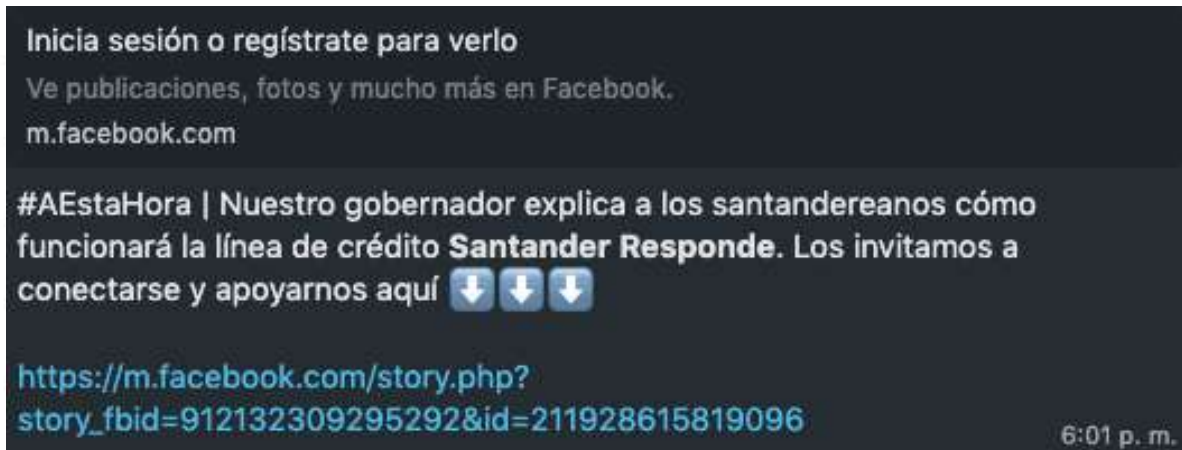 Inicia sesión o regístrate para verlo
Ve publicaciones, fotos y mucho más en Facebook.
m.facebook.com
#AEstaHora | Nuestro gobernador explica a los santandereanos cómo
funcionará la línea de crédito Santander Responde. Los invitamos a
conectarse y apoyarnos aquí ⬇️⬇️⬇️
https://m.facebook.com/story.php?
story_fbid=912132309295292&id=211928615819096
6:01 p. m.